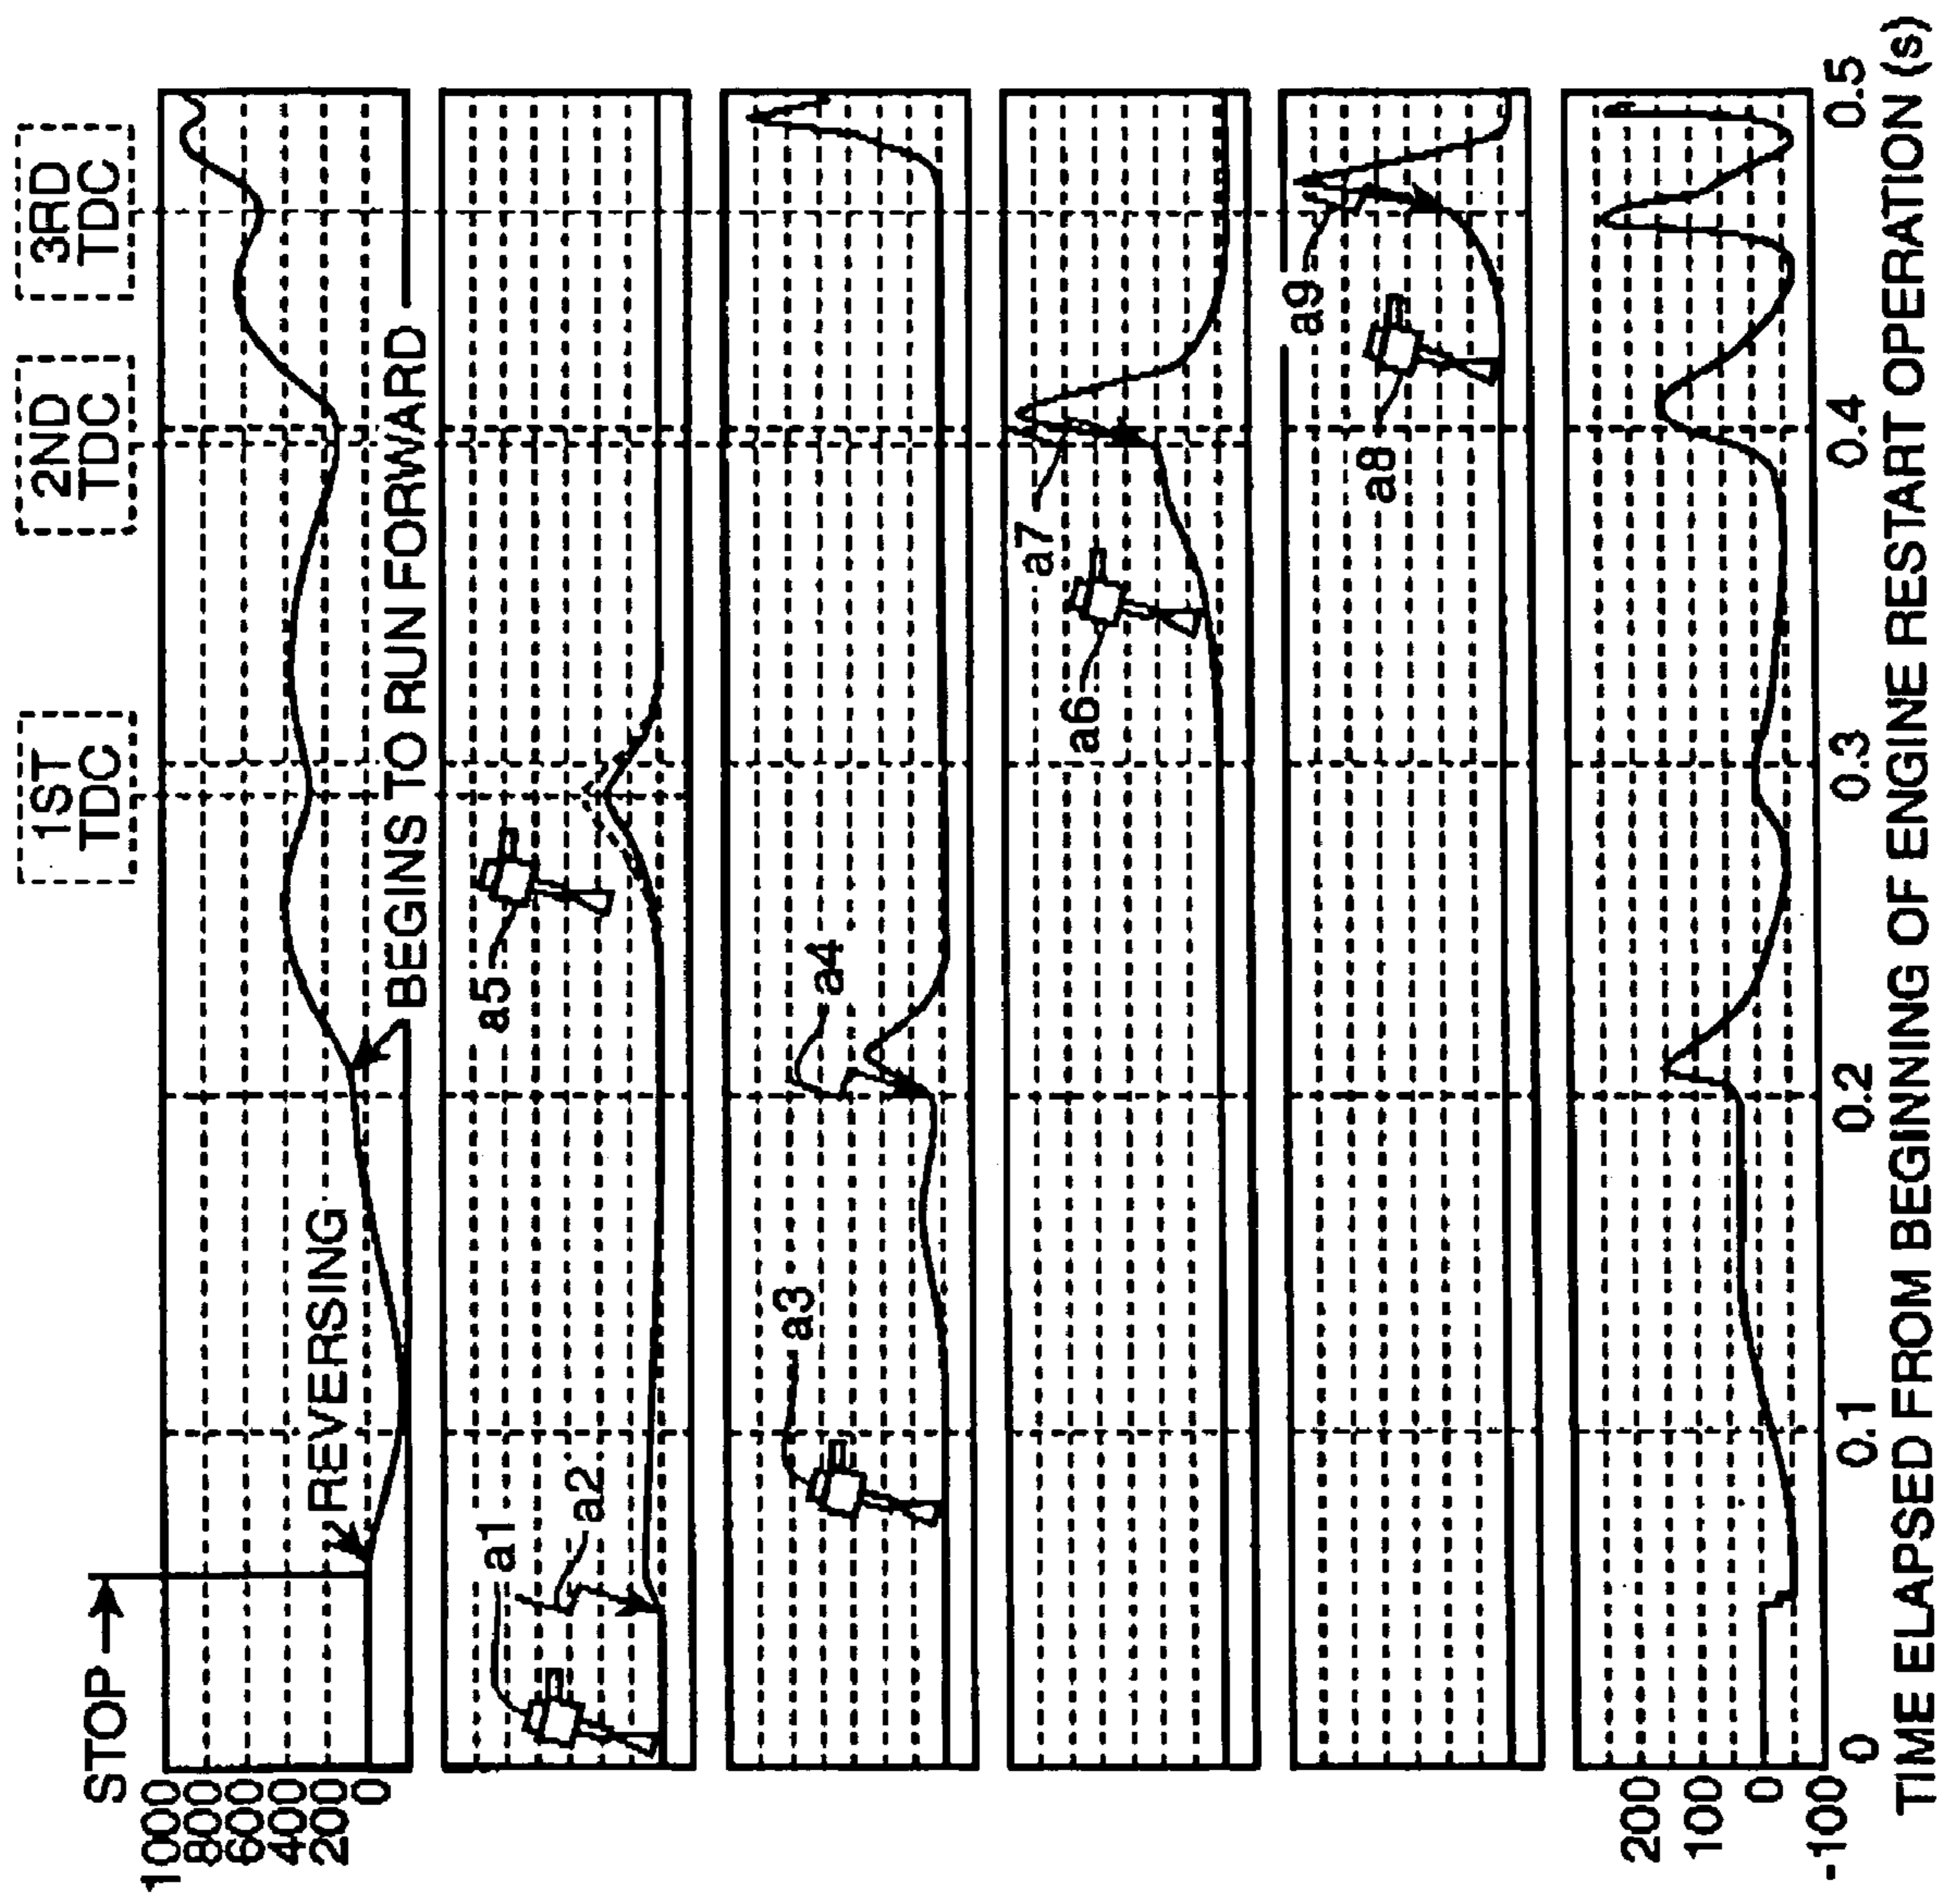 1ST
TDC
2ND
TDC
3RD
TDC
STOP
1000
800
600
400
200
0
REVERSING
BEGINS TO RUN FORWARD
a1
a2
a5
a3
a4
a6
a7
a8
a9
200
100
0
-100
0
0.1
0.2
0.3
0.4
0.5
TIME ELAPSED FROM BEGINNING OF ENGINE RESTART OPERATION (s)